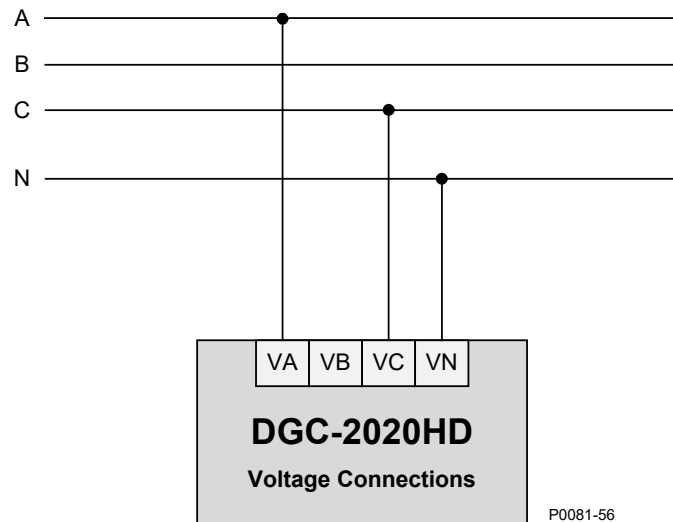 A
B
C
N
VA VB VC VN
DGC-2020HD
Voltage Connections
P0081-56